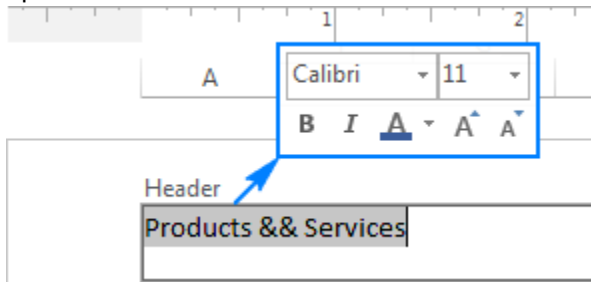 1 2
A
Calibri 11
B I A A A
Header
Products && Services